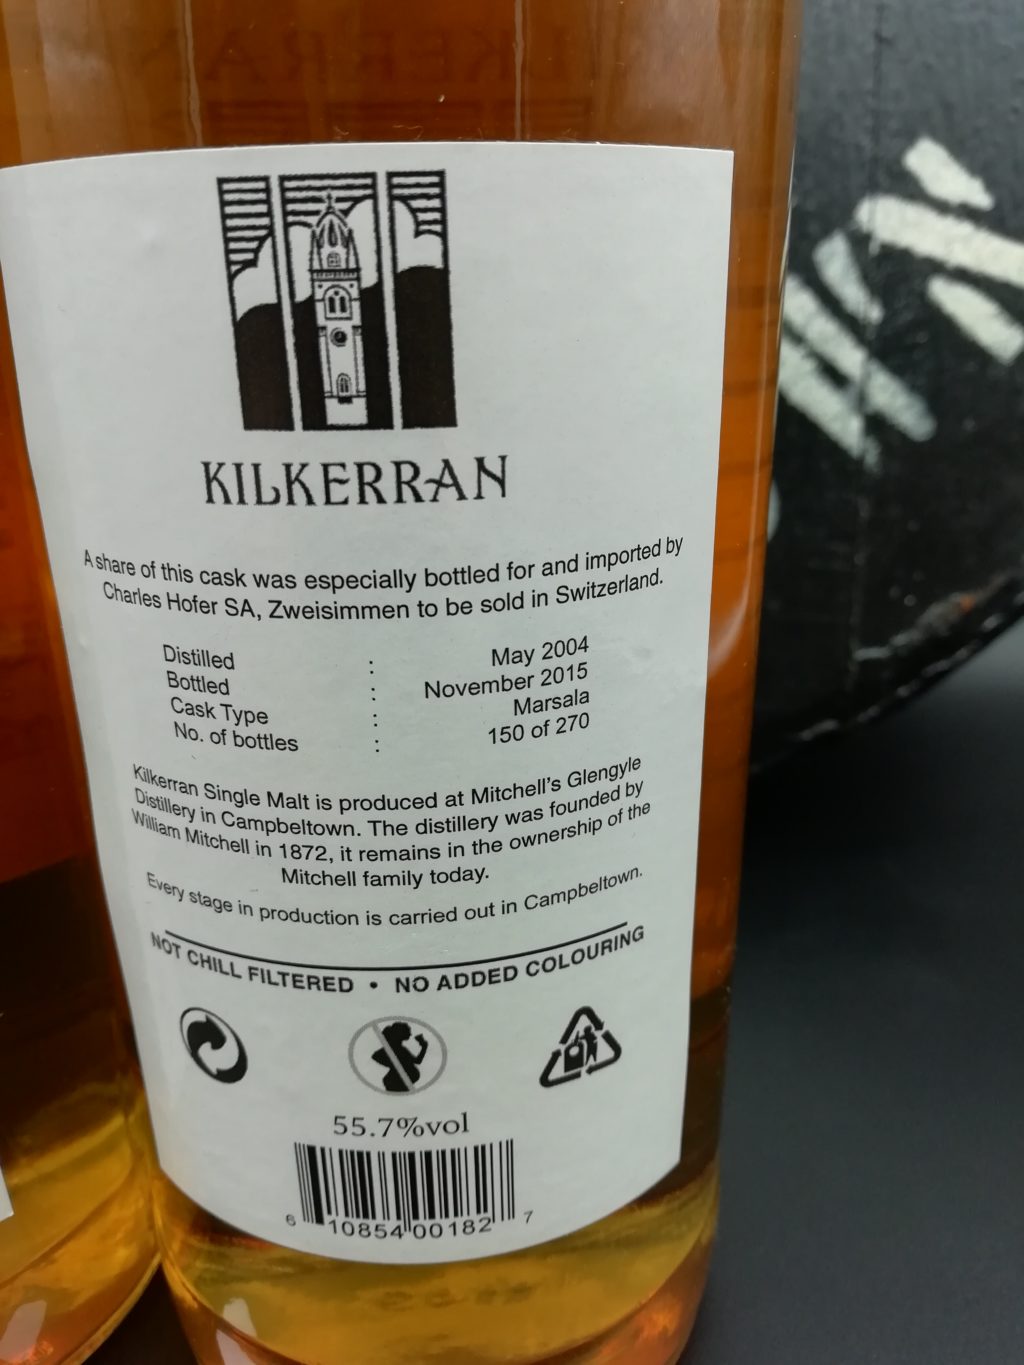 KILKERRAN
A share of this cask was especially bottled for and imported by
Charles Hofer SA, Zweisimmen to be sold in Switzerland.
Distilled : May 2004
Bottled : November 2015
Cask Type : Marsala
No. of bottles : 150 of 270
Kilkerran Single Malt is produced at Mitchell's Glengyle
Distillery in Campbeltown. The distillery was founded by
William Mitchell in 1872, it remains in the ownership of the
Mitchell family today.
Every stage in production is carried out in Campbeltown.
NOT CHILL FILTERED • NO ADDED COLOURING
55.7%vol
6 10854 00182 7